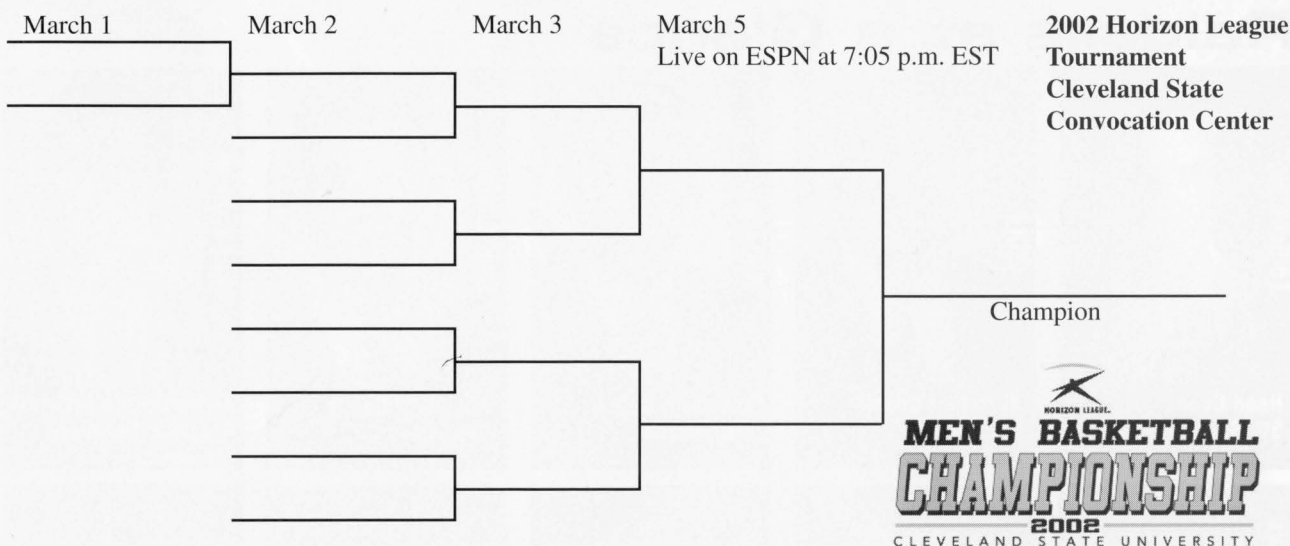 March 1
March 2
March 3
March 5
Live on ESPN at 7:05 p.m. EST
2002 Horizon League
Tournament
Cleveland State
Convocation Center
Champion
HORIZON LEAGUE
MEN'S BASKETBALL
CHAMPIONSHIP
2002
CLEVELAND STATE UNIVERSITY